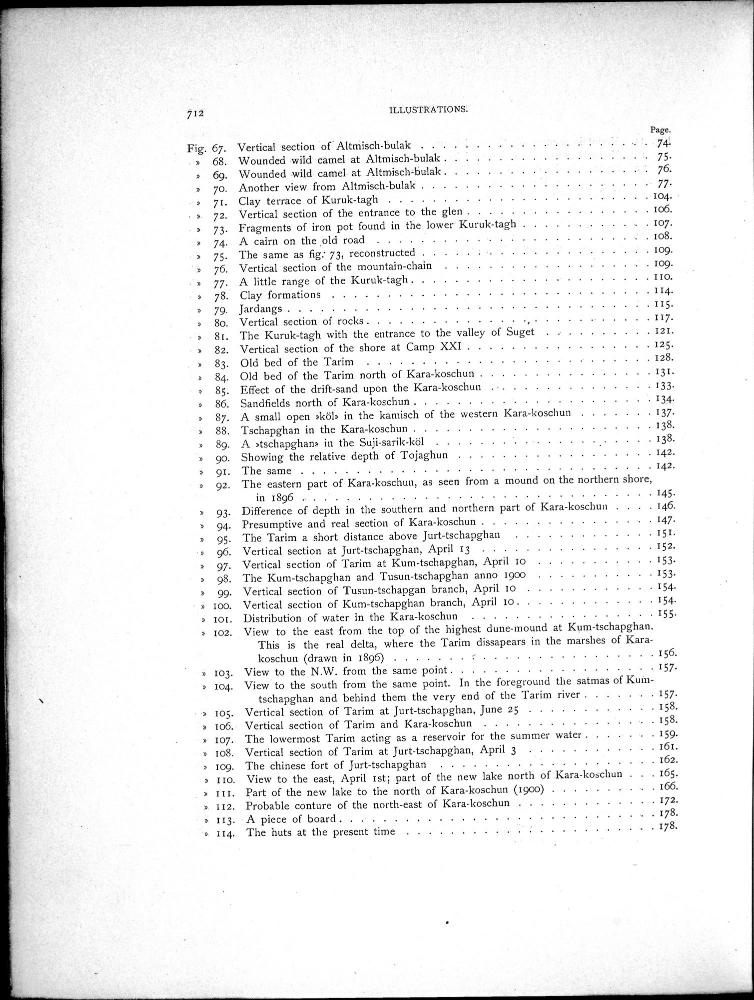 712 ILLUSTRATIONS.
Page.
Fig. 67. Vertical section of Altmisch-bulak . . . . . . . . . . . . . . . . . . . . 74.
» 68. Wounded wild camel at Altmisch-bulak . . . . . . . . . . . . . . . . . . 75.
» 69. Wounded wild camel at Altmisch-bulak . . . . . . . . . . . . . . . . . . 76.
» 70. Another view from Altmisch-bulak . . . . . . . . . . . . . . . . . . . . 77.
» 71. Clay terrace of Kuruk-tagh . . . . . . . . . . . . . . . . . . . . . . 104.
» 72. Vertical section of the entrance to the glen . . . . . . . . . . . . . . . . 106.
» 73. Fragments of iron pot found in the lower Kuruk-tagh . . . . . . . . . . . . 107.
» 74. A cairn on the old road . . . . . . . . . . . . . . . . . . . . . . . 108.
» 75. The same as fig. 73, reconstructed . . . . . . . . . . . . . . . . . . . 109.
» 76. Vertical section of the mountain-chain . . . . . . . . . . . . . . . . . . 109.
» 77. A little range of the Kuruk-tagh . . . . . . . . . . . . . . . . . . . . 110.
» 78. Clay formations . . . . . . . . . . . . . . . . . . . . . . . . . . 114.
» 79. Jardangs . . . . . . . . . . . . . . . . . . . . . . . . . . . . . 115.
» 80. Vertical section of rocks . . . . . . . . . . . . . . . . . . . . . . . 117.
» 81. The Kuruk-tagh with the entrance to the valley of Suget . . . . . . . . . . 121.
» 82. Vertical section of the shore at Camp XXI . . . . . . . . . . . . . . . . 125.
» 83. Old bed of the Tarim . . . . . . . . . . . . . . . . . . . . . . . . 128.
» 84. Old bed of the Tarim north of Kara-koschun . . . . . . . . . . . . . . . 131.
» 85. Effect of the drift-sand upon the Kara-koschun . . . . . . . . . . . . . . 133.
» 86. Sandfields north of Kara-koschun . . . . . . . . . . . . . . . . . . . . 134.
» 87. A small open »köl» in the kamisch of the western Kara-koschun . . . . . . . 137.
» 88. Tschapghan in the Kara-koschun . . . . . . . . . . . . . . . . . . . . 138.
» 89. A »tschapghan» in the Suji-sarik-köl . . . . . . . . . . . . . . . . . . 138.
» 90. Showing the relative depth of Tojaghun . . . . . . . . . . . . . . . . . 142.
» 91. The same . . . . . . . . . . . . . . . . . . . . . . . . . . . . 142.
» 92. The eastern part of Kara-koschun, as seen from a mound on the northern shore,
in 1896 . . . . . . . . . . . . . . . . . . . . . . . . . . . . 145.
» 93. Difference of depth in the southern and northern part of Kara-koschun . . . . 146.
» 94. Presumptive and real section of Kara-koschun . . . . . . . . . . . . . . . 147.
» 95. The Tarim a short distance above Jurt-tschapghan . . . . . . . . . . . . . 151.
» 96. Vertical section at Jurt-tschapghan, April 13 . . . . . . . . . . . . . . . 152.
» 97. Vertical section of Tarim at Kum-tschapghan, April 10 . . . . . . . . . . . 153.
» 98. The Kum-tschapghan and Tusun-tschapghan anno 1900 . . . . . . . . . . . 153.
» 99. Vertical section of Tusun-tschapgan branch, April 10 . . . . . . . . . . . . 154.
» 100. Vertical section of Kum-tschapghan branch, April 10 . . . . . . . . . . . . 154.
» 101. Distribution of water in the Kara-koschun . . . . . . . . . . . . . . . . 155.
» 102. View to the east from the top of the highest dune-mound at Kum-tschapghan.
This is the real delta, where the Tarim dissapears in the marshes of Kara-
koschun (drawn in 1896) . . . . . . . . . . . . . . . . . . . . . 156.
» 103. View to the N.W. from the same point . . . . . . . . . . . . . . . . . 157.
» 104. View to the south from the same point. In the foreground the satmas of Kum-
tschapghan and behind them the very end of the Tarim river . . . . . . . 157.
» 105. Vertical section of Tarim at Jurt-tschapghan, June 25 . . . . . . . . . . . 158.
» 106. Vertical section of Tarim and Kara-koschun . . . . . . . . . . . . . . . 158.
» 107. The lowermost Tarim acting as a reservoir for the summer water . . . . . . . 159.
» 108. Vertical section of Tarim at Jurt-tschapghan, April 3 . . . . . . . . . . . . 161.
» 109. The chinese fort of Jurt-tschapghan . . . . . . . . . . . . . . . . . . 162.
» 110. View to the east, April 1st; part of the new lake north of Kara-koschun . . . 165.
» 111. Part of the new lake to the north of Kara-koschun (1900) . . . . . . . . . . 166.
» 112. Probable conture of the north-east of Kara-koschun . . . . . . . . . . . . . 172.
» 113. A piece of board . . . . . . . . . . . . . . . . . . . . . . . . . 178.
» 114. The huts at the present time . . . . . . . . . . . . . . . . . . . . 178.